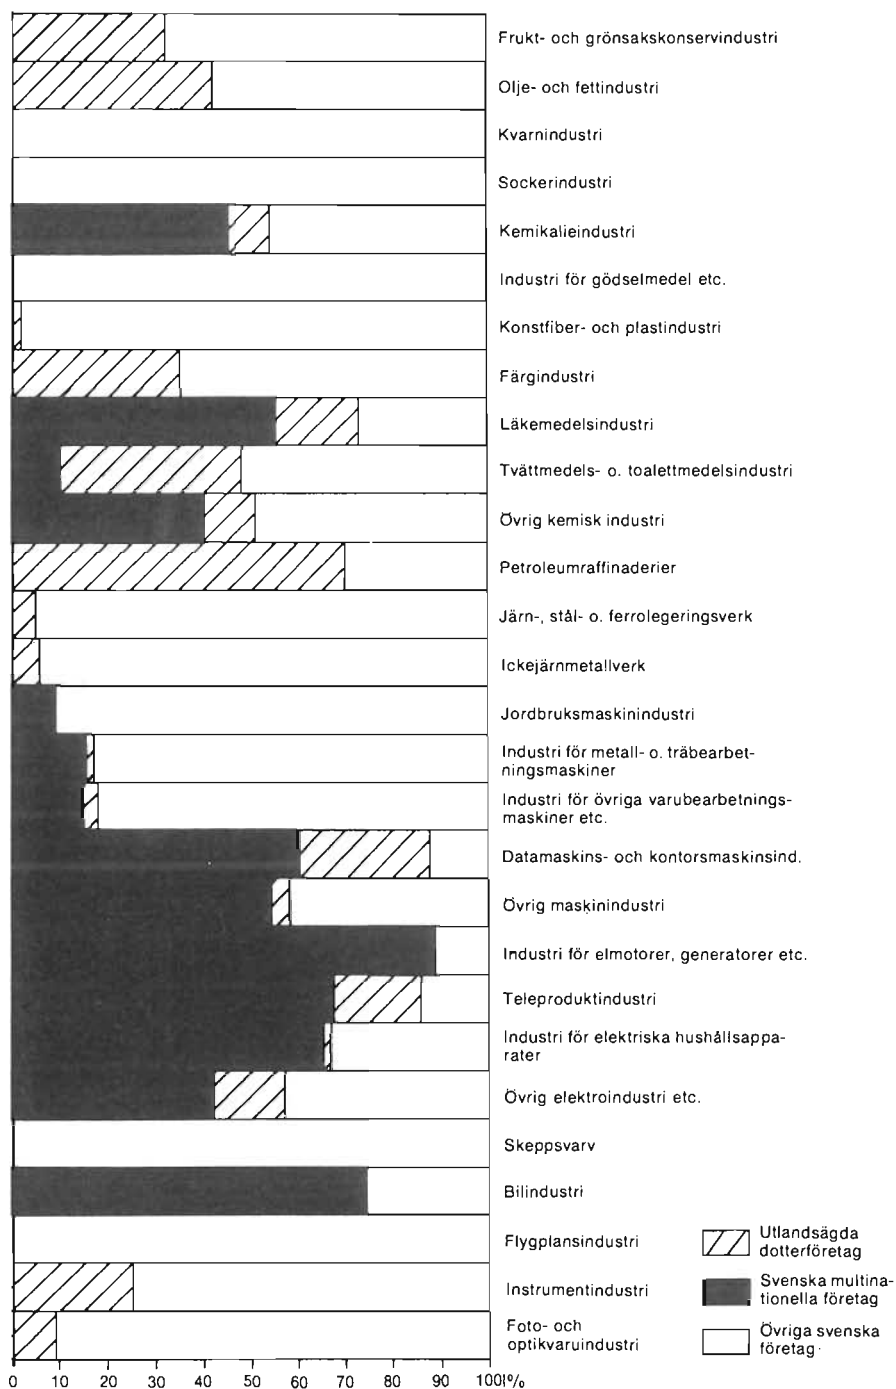 Frukt- och grönsakskonservindustri
Olje- och fettindustri
Kvarnindustri
Sockerindustri
Kemikalieindustri
Industri för gödselmedel etc.
Konstfiber- och plastindustri
Färgindustri
Läkemedelsindustri
Tvättmedels- o. toalettmedelsindustri
Övrig kemisk industri
Petroleumraffinaderier
Järn-, stål- o. ferrolegeringsverk
Ickejärnmetallverk
Jordbruksmaskinindustri
Industri för metall- o. träbearbet-
ningsmaskiner
Industri för övriga varubearbetnings-
maskiner etc.
Datamaskins- och kontorsmaskinsind.
Övrig maskinindustri
Industri för elmotorer, generatorer etc.
Teleproduktindustri
Industri för elektriska hushållsappa-
rater
Övrig elektroindustri etc.
Skeppsvarv
Bilindustri
Flygplansindustri
Instrumentindustri
Foto- och
optikvaruindustri
Utlandsägda
dotterföretag
Svenska multina-
tionella företag
Övriga svenska
företag
0 10 20 30 40 50 60 70 80 90 100%